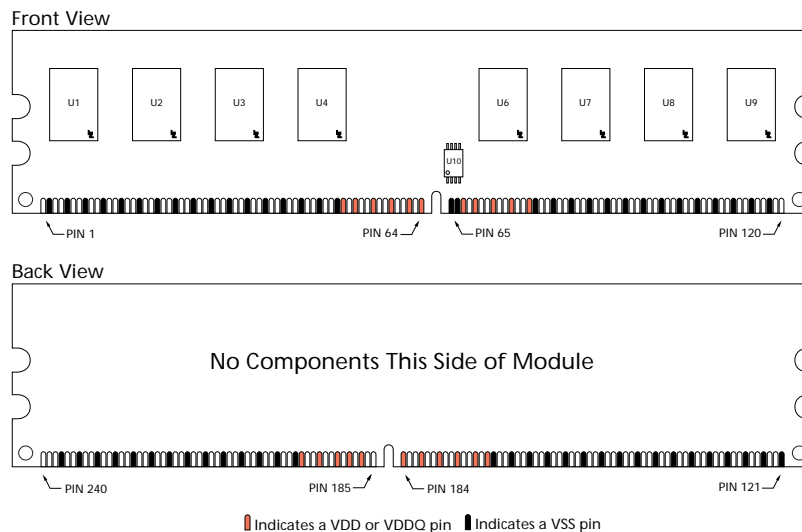 Front View
U1 U2 U3 U4 U6 U7 U8 U9
U10
PIN 1 PIN 64 PIN 65 PIN 120
Back View
No Components This Side of Module
PIN 240 PIN 185 PIN 184 PIN 121
Indicates a VDD or VDDQ pin Indicates a VSS pin